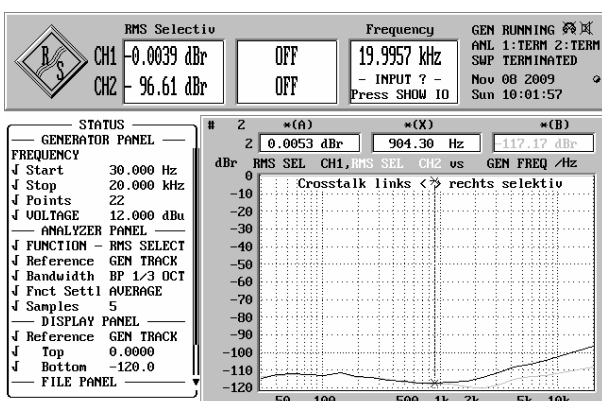 RMS Selectiv
Frequency
GEN RUNNING
R S
CH1 -0.0039 dBr
OFF
19.9957 kHz
ANL 1:TERM 2:TERM
SWP TERMINATED
CH2 - 96.61 dBr
OFF
- INPUT ? -
Press SHOW IO
Nov 08 2009
Sun 10:01:57
STATUS
GENERATOR PANEL
FREQUENCY
Start 30.000 Hz
Stop 20.000 kHz
Points 22
VOLTAGE 12.000 dBu
ANALYZER PANEL
FUNCTION - RMS SELECT
Reference GEN TRACK
Bandwidth BP 1/3 OCT
Fnct Settl AVERAGE
Samples 5
DISPLAY PANEL
Reference GEN TRACK
Top 0.0000
Bottom -120.0
FILE PANEL
# 2 *(A) *(X) *(B)
2 0.0053 dBr 904.30 Hz -117.17 dBr
dBr RMS SEL CH1,RMS SEL CH2 vs GEN FREQ /Hz
Crosstalk links <-> rechts selektiv
0
-10
-20
-30
-40
-50
-60
-70
-80
-90
-100
-110
-120
50 100 500 1k 2k 5k 10k